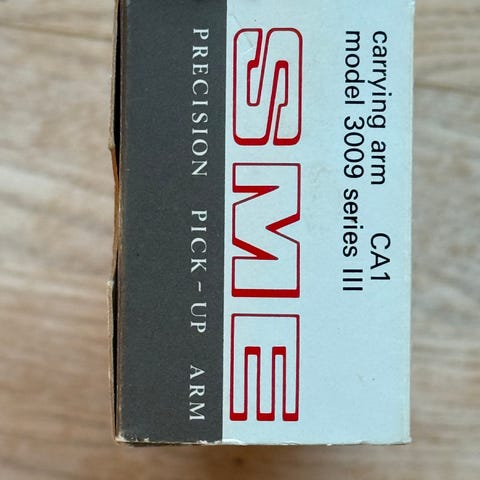 carrying arm CA1
model 3009 series III
SME
PRECISION PICK-UP ARM